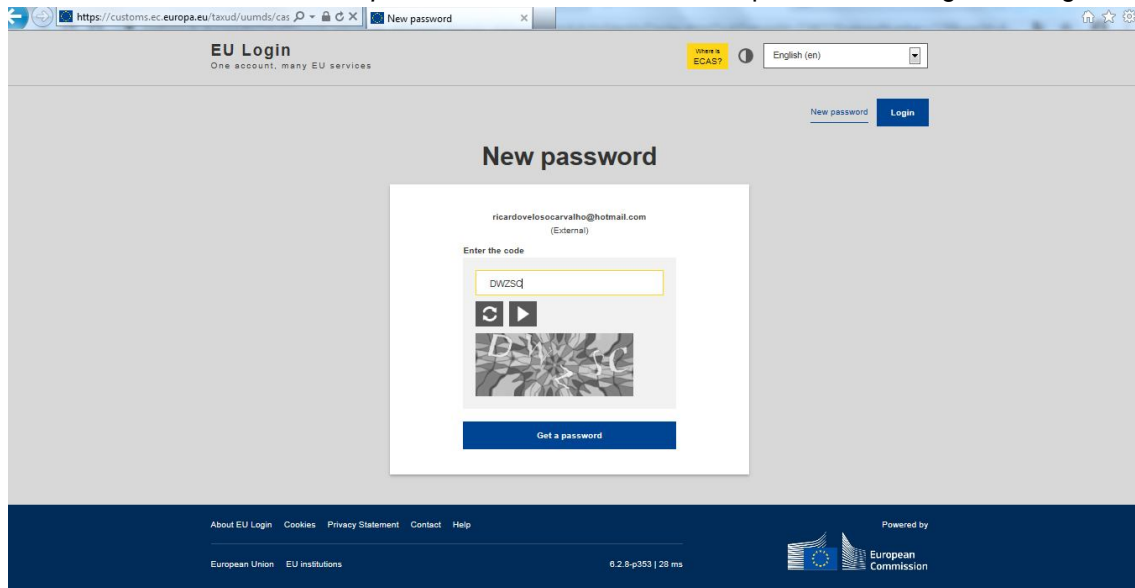 https://customs.ec.europa.eu/taxud/uumds/cas
New password
EU Login
One account, many EU services
Where is
ECAS?
English (en)
New password
Login
New password
ricardovelosocarvalho@hotmail.com
(External)
Enter the code
DWZSC
DWZSC
Get a password
About EU Login Cookies Privacy Statement Contact Help
Powered by
European Union EU institutions
6.2.8-p353 | 28 ms
European
Commission